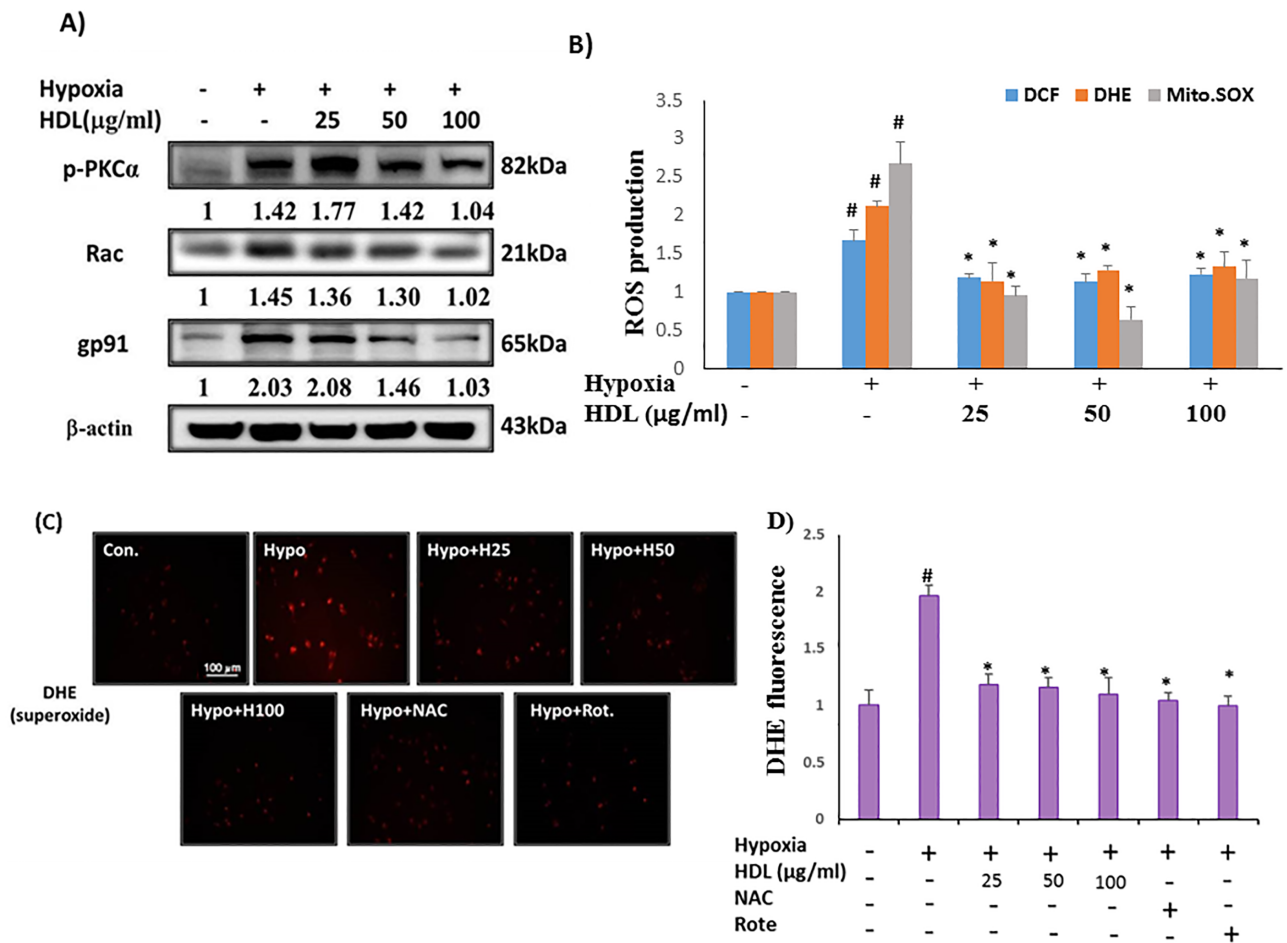 A)
Hypoxia - + + + +
HDL(μg/ml) - - 25 50 100
p-PKCα 82kDa
1 1.42 1.77 1.42 1.04
Rac 21kDa
1 1.45 1.36 1.30 1.02
gp91 65kDa
1 2.03 2.08 1.46 1.03
β-actin 43kDa
B)
DCF DHE Mito.SOX
ROS production
3.5
3
2.5
2
1.5
1
0.5
0
# # #
* * *
* * *
* * *
Hypoxia - + + + +
HDL (μg/ml) - - 25 50 100
(C)
Con. Hypo Hypo+H25 Hypo+H50
100 μm
DHE
(superoxide)
Hypo+H100 Hypo+NAC Hypo+Rot.
D)
DHE fluorescence
2.5
2
1.5
1
0.5
0
# * * * * *
Hypoxia - + + + + + +
HDL (μg/ml) - - 25 50 100 - -
NAC - - - - - + -
Rote - - - - - - +